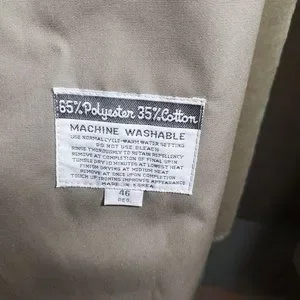 65% Polyester 35% Cotton
MACHINE WASHABLE
USE NORMAL CYCLE-WARM WATER SETTING
DO NOT USE BLEACH
RINSE THOROUGHLY TO RETAIN REPELLENCY
REMOVE AT COMPLETION OF FINAL SPIN
TUMBLE DRY 10 MINUTES AT LOWEST HEAT
FINISH DRYING AT MEDIUM HEAT
REMOVE AT ONCE UPON COMPLETION
TOUCH UP IRONING IMPROVES APPEARANCE
MADE IN KOREA
46
REG.